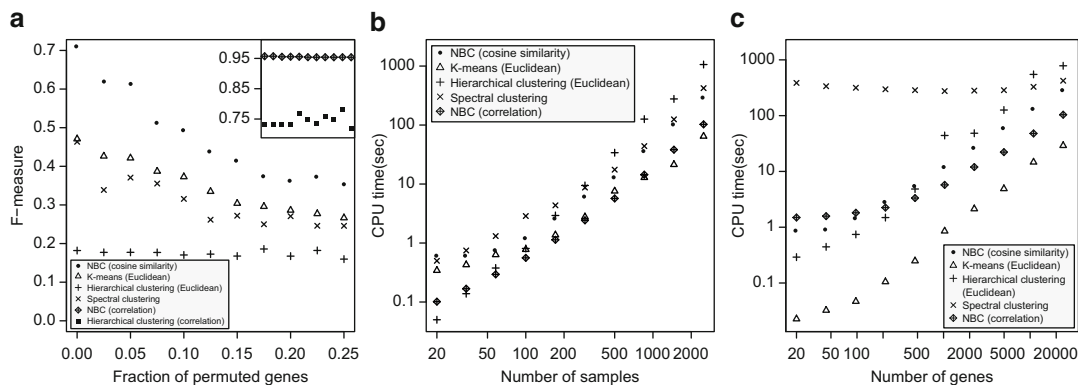 a
F−measure
0.7
0.6
0.5
0.4
0.3
0.2
0.1
0.0
0.95
0.85
0.75
NBC (cosine similarity)
K−means (Euclidean)
Hierarchical clustering (Euclidean)
Spectral clustering
NBC (correlation)
Hierarchical clustering (correlation)
0.00 0.05 0.10 0.15 0.20 0.25
Fraction of permuted genes
b
CPU time(sec)
1000
100
10
1
0.1
NBC (cosine similarity)
K−means (Euclidean)
Hierarchical clustering (Euclidean)
Spectral clustering
NBC (correlation)
20 50 100 200 500 1000 2000
Number of samples
c
CPU time(sec)
1000
100
10
1
0.1
NBC (cosine similarity)
K−means (Euclidean)
Hierarchical clustering
(Euclidean)
Spectral clustering
NBC (correlation)
20 50 100 500 2000 5000 20000
Number of genes